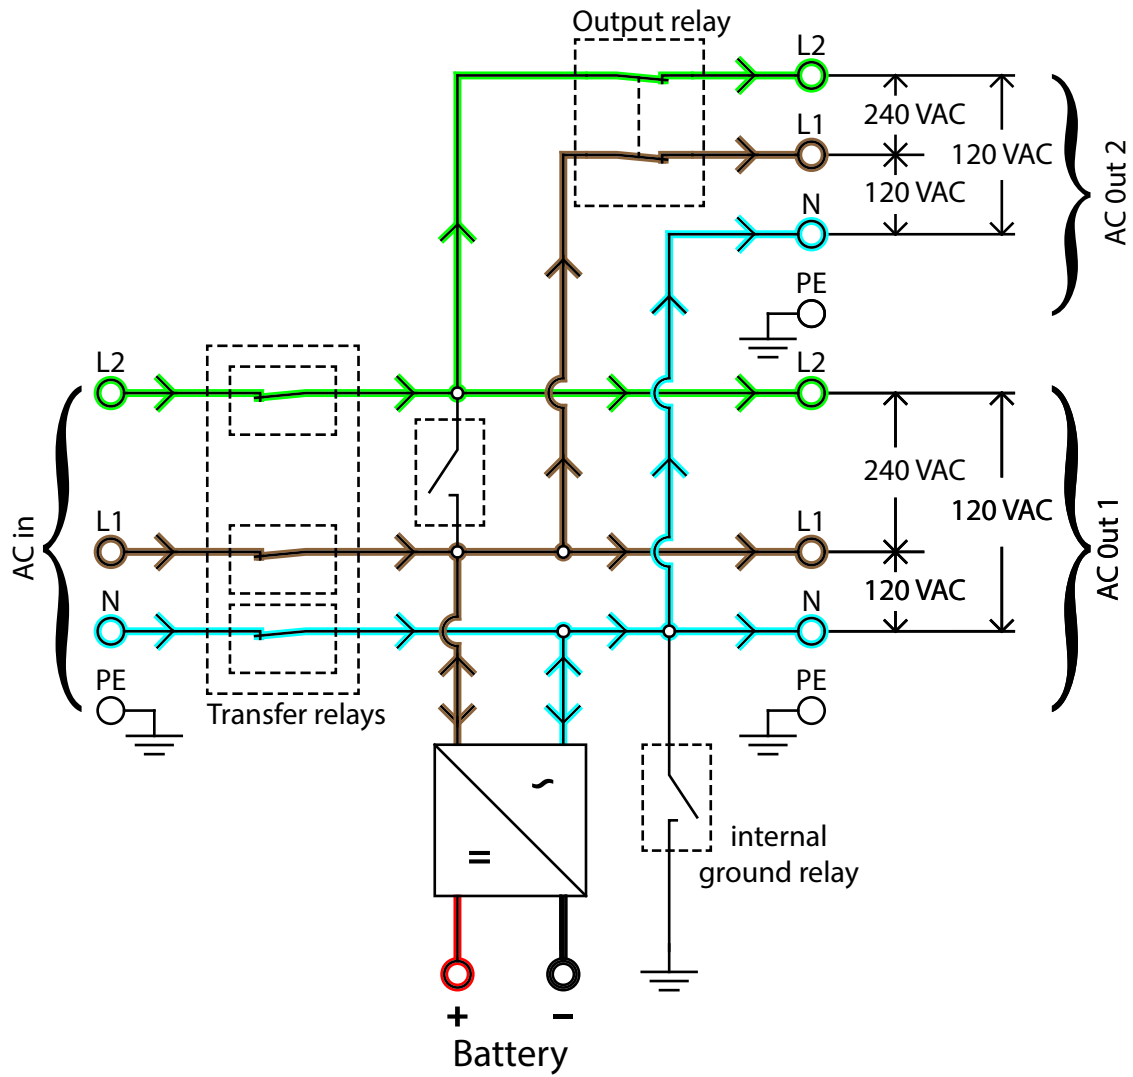 Output relay
L2
240 VAC
L1
120 VAC
120 VAC
N
AC 0ut 2
PE
L2
L2
240 VAC
120 VAC
AC in
L1
L1
AC 0ut 1
120 VAC
N
N
PE
PE
Transfer relays
∽
=
internal
ground relay
+
−
Battery